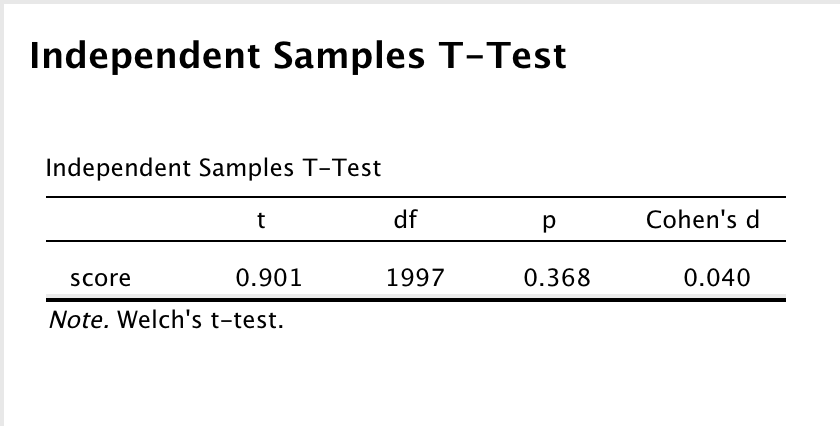 Independent Samples T-Test
Independent Samples T-Test
t df p Cohen's d
score 0.901 1997 0.368 0.040
Note. Welch's t-test.